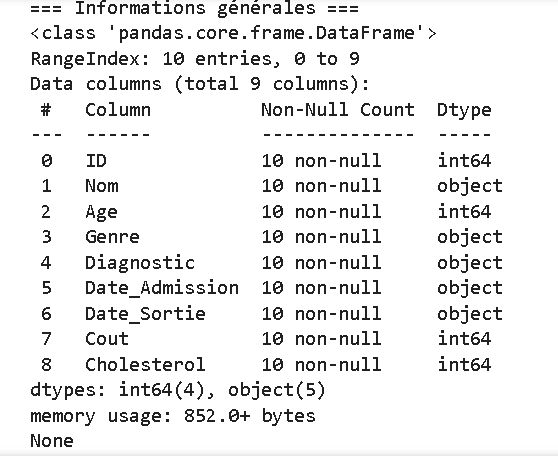 === Informations générales ===
<class 'pandas.core.frame.DataFrame'>
RangeIndex: 10 entries, 0 to 9
Data columns (total 9 columns):
 #   Column          Non-Null Count  Dtype
---  ------          --------------  -----
 0   ID              10 non-null     int64
 1   Nom             10 non-null     object
 2   Age             10 non-null     int64
 3   Genre           10 non-null     object
 4   Diagnostic      10 non-null     object
 5   Date_Admission  10 non-null     object
 6   Date_Sortie     10 non-null     object
 7   Cout            10 non-null     int64
 8   Cholesterol     10 non-null     int64
dtypes: int64(4), object(5)
memory usage: 852.0+ bytes
None